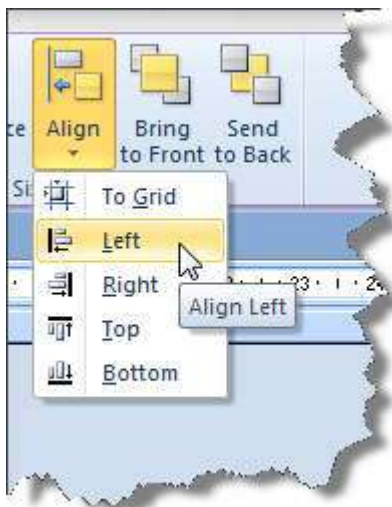 Align Bring Send
to Front to Back
To Grid
Left
Right
Align Left
Top
Bottom